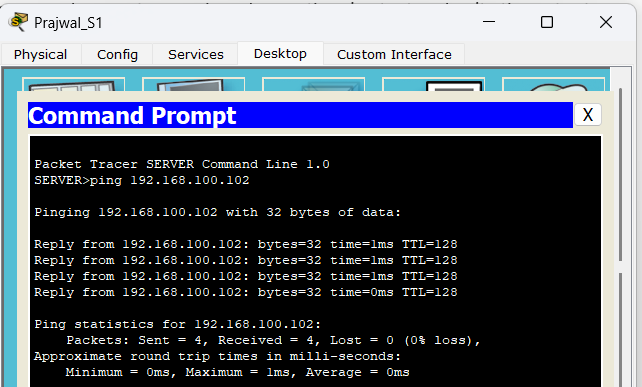 Prajwal_S1
Physical Config Services Desktop Custom Interface
Command Prompt
X
Packet Tracer SERVER Command Line 1.0
SERVER>ping 192.168.100.102
Pinging 192.168.100.102 with 32 bytes of data:
Reply from 192.168.100.102: bytes=32 time=1ms TTL=128
Reply from 192.168.100.102: bytes=32 time=1ms TTL=128
Reply from 192.168.100.102: bytes=32 time=1ms TTL=128
Reply from 192.168.100.102: bytes=32 time=0ms TTL=128
Ping statistics for 192.168.100.102:
Packets: Sent = 4, Received = 4, Lost = 0 (0% loss),
Approximate round trip times in milli-seconds:
Minimum = 0ms, Maximum = 1ms, Average = 0ms